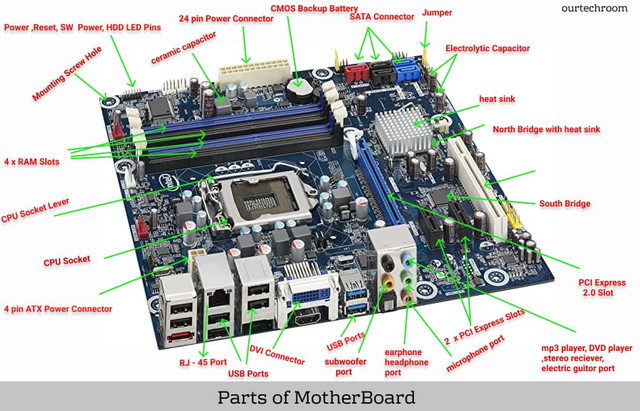 ourtechroom
CMOS Backup Battery
24 pin Power Connector
SATA Connector
Jumper
Power ,Reset, SW Power, HDD LED Pins
ceramic capacitor
Electrolytic Capacitor
Mounting Screw Hole
heat sink
North Bridge with heat sink
4 x RAM Slots
South Bridge
CPU Socket Lever
CPU Socket
PCI Express
2.0 Slot
4 pin ATX Power Connector
2 x PCI Express Slots
USB Ports
DVI Connector
RJ - 45 Port
USB Ports
subwoofer
port
earphone
headphone
port
microphone port
mp3 player, DVD player
,stereo reciever,
electric guitor port
Parts of MotherBoard